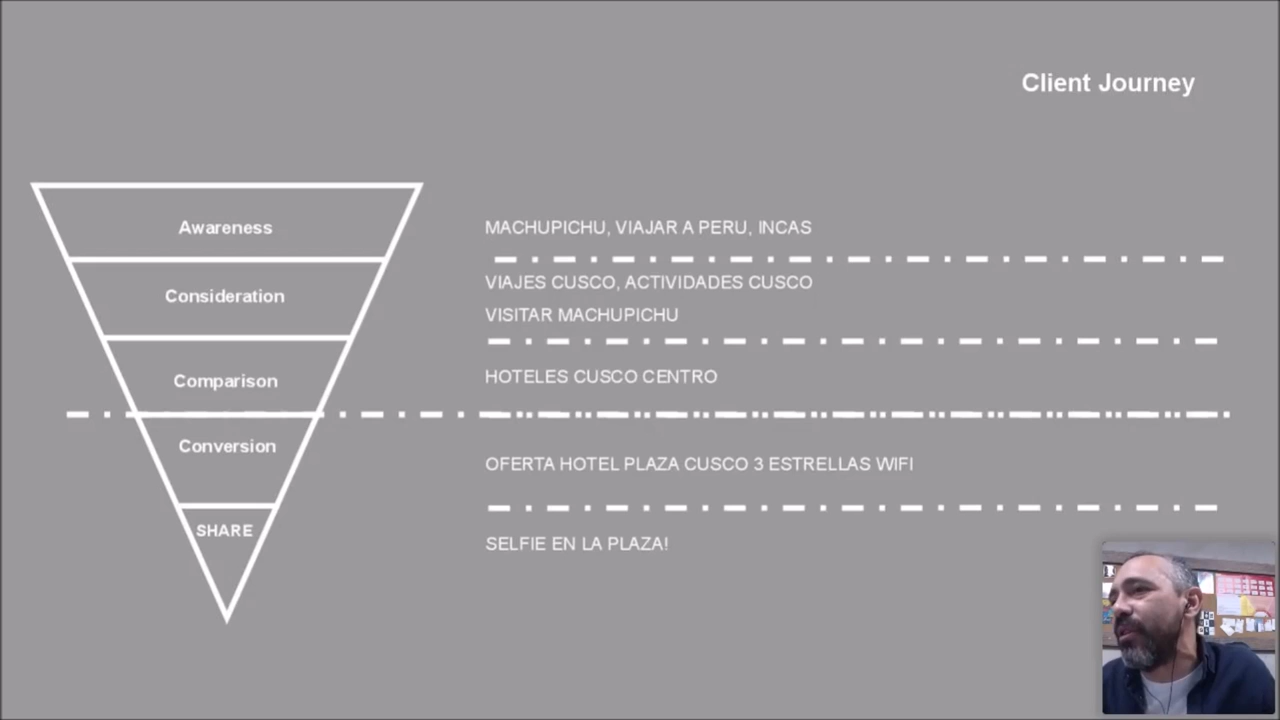 Client Journey
Awareness
MACHUPICHU, VIAJAR A PERU, INCAS
Consideration
VIAJES CUSCO, ACTIVIDADES CUSCO
VISITAR MACHUPICHU
Comparison
HOTELES CUSCO CENTRO
Conversion
OFERTA HOTEL PLAZA CUSCO 3 ESTRELLAS WIFI
SHARE
SELFIE EN LA PLAZA!